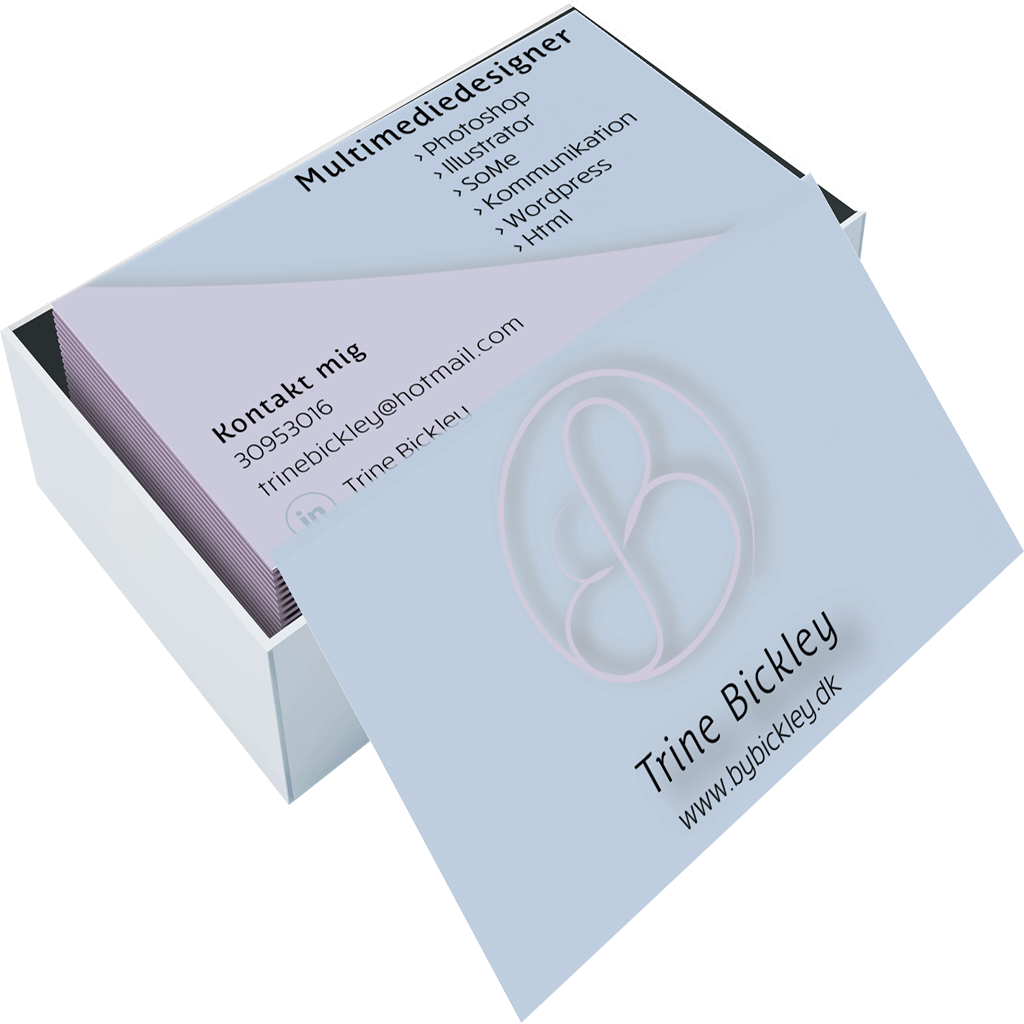 Multimediedesigner
› Photoshop
› Illustrator
› SoMe
› Kommunikation
› Wordpress
› Html
Kontakt mig
30953016
trinebickley@hotmail.com
in Trine Bickley
Trine Bickley
www.bybickley.dk